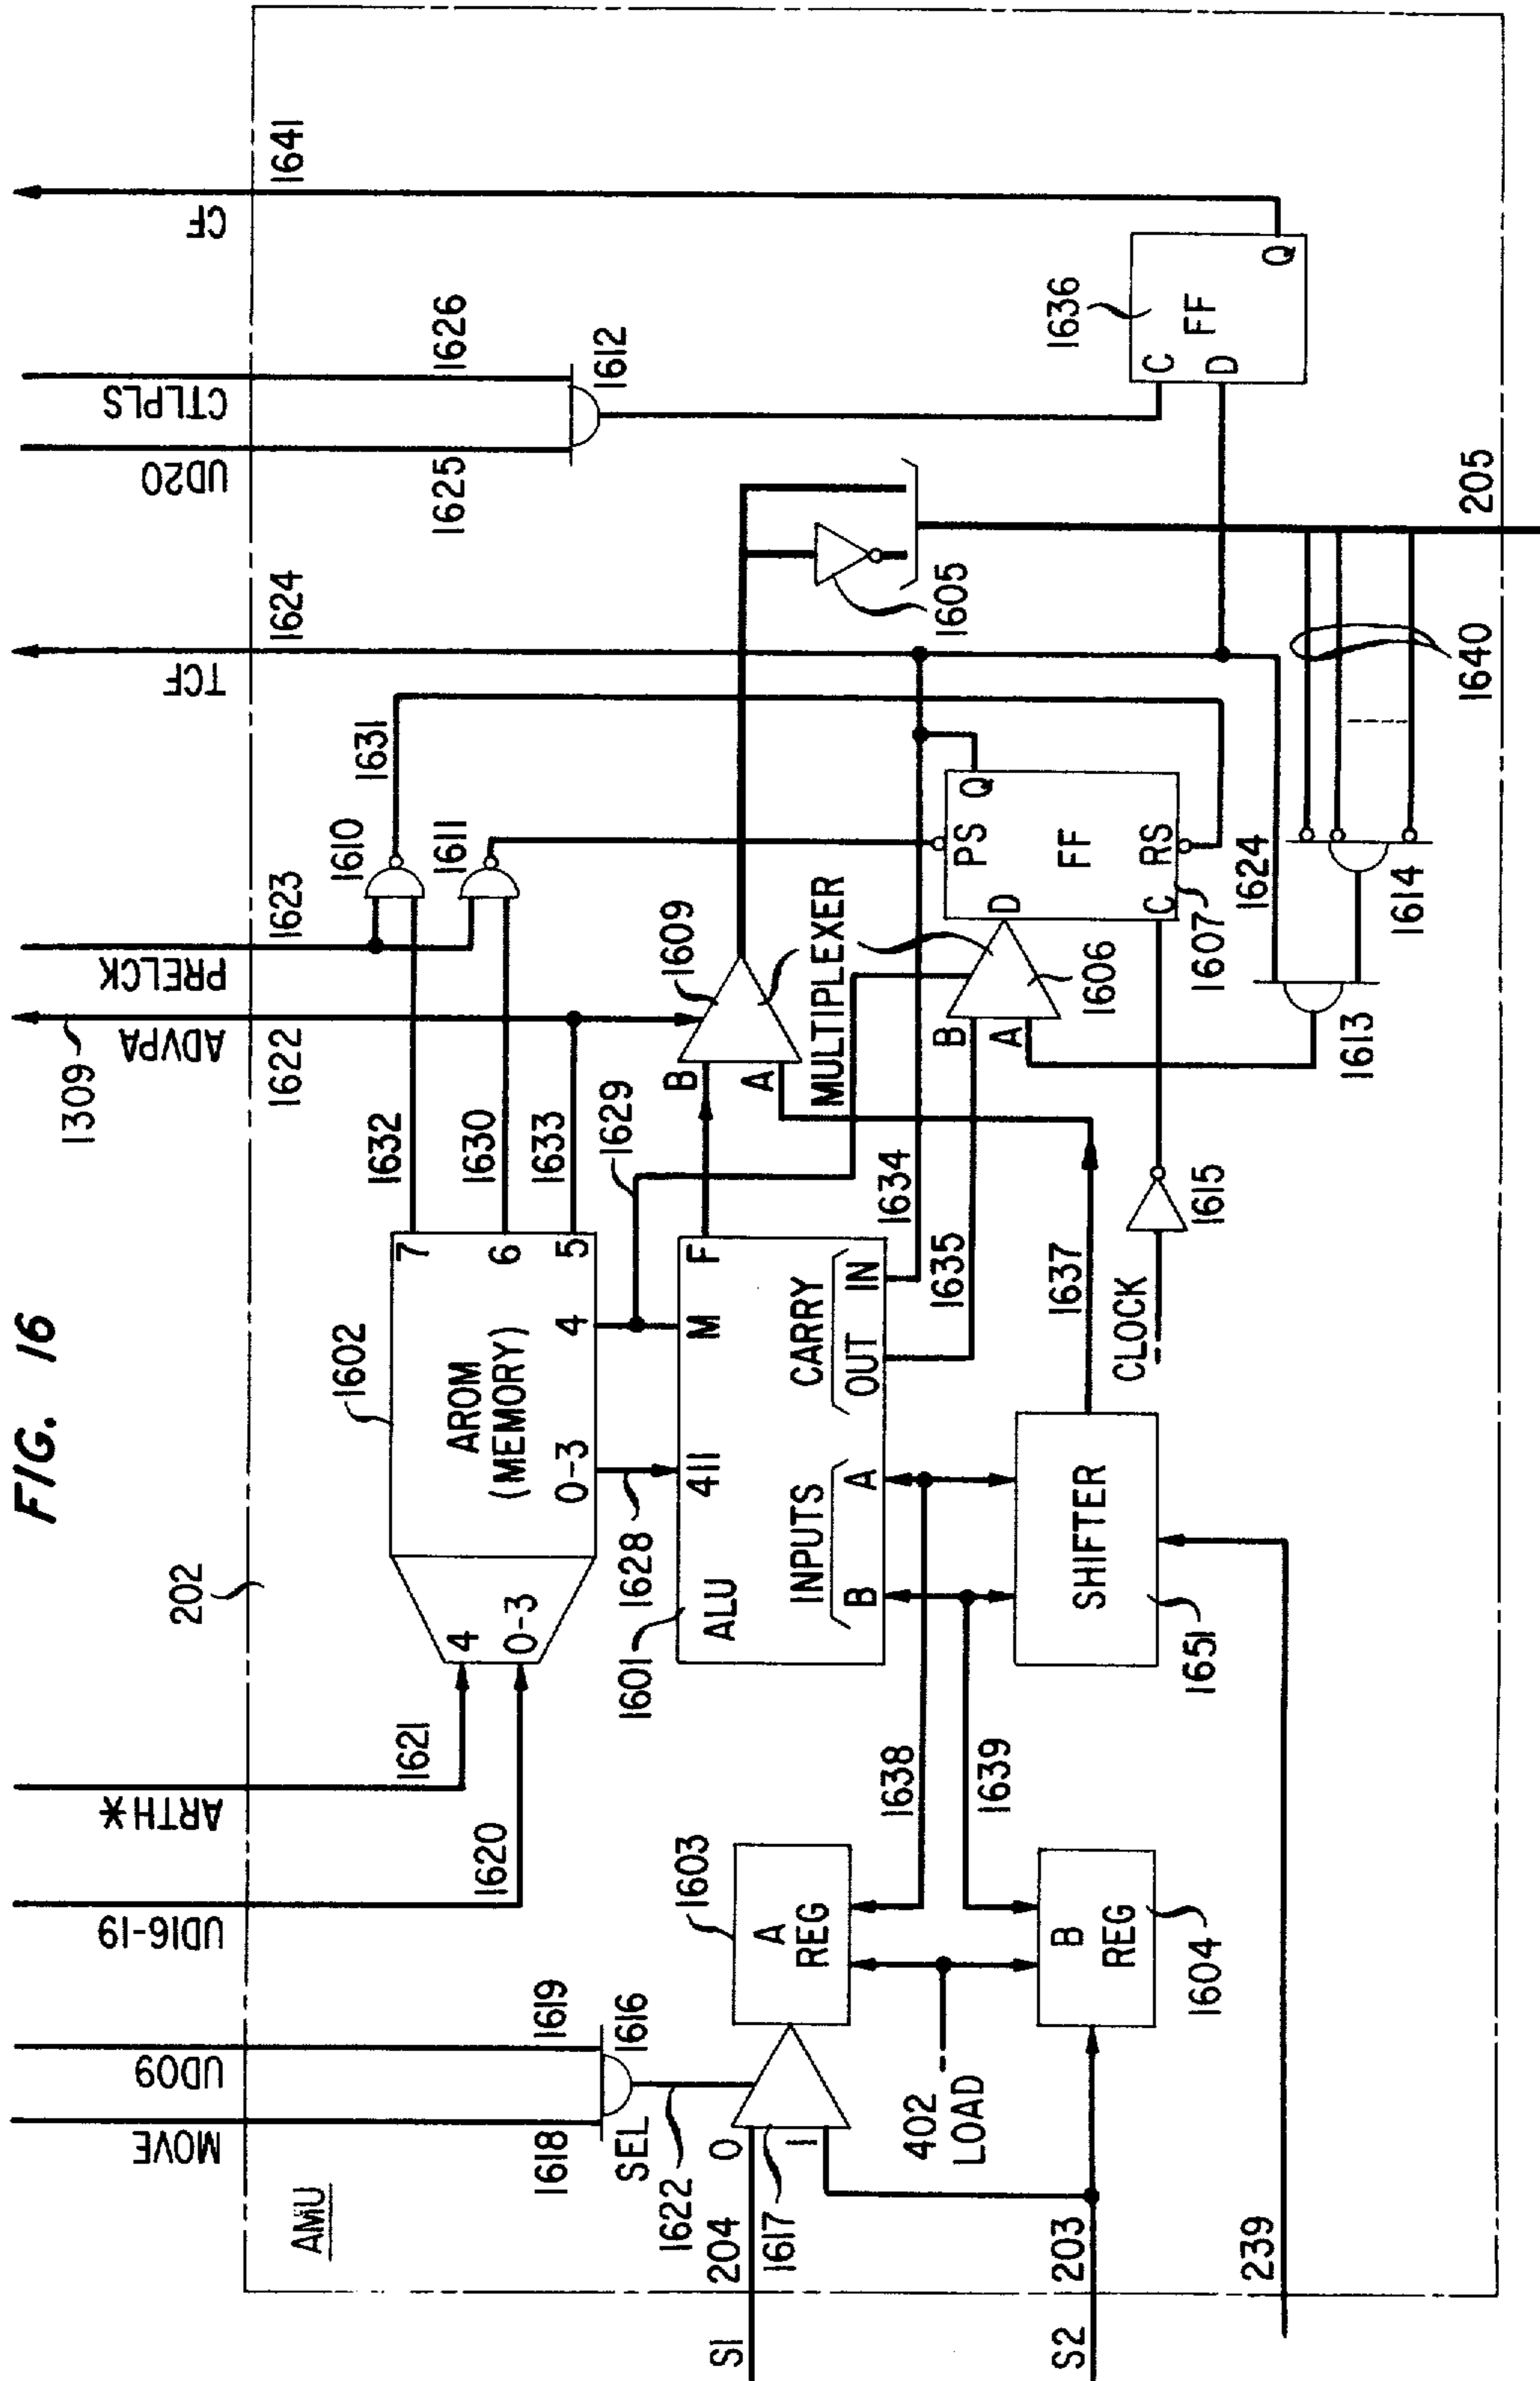 FIG. 16
202
AMU
MOVE
UD09
UD16-19
ARTH*
1309
ADVPA
PRELCK
TCF
UD20
CTLPLS
CF
1618
1619
1620
1621
1622
1623
1624
1625
1626
1641
SEL
1616
1622
S1
204
0
1
1617
A
REG
1603
402
LOAD
S2
203
B
REG
1604
239
1638
1639
4
0-3
AROM
(MEMORY)
1602
7
6
5
4
0-3
1632
1630
1633
1628
1629
1601
ALU
411
M
F
INPUTS
B A
CARRY
OUT IN
1634
1635
SHIFTER
1651
1637
CLOCK
1615
1610
1611
1631
B
A
1609
MULTIPLEXER
B
A
1606
D
PS
Q
FF
C
RS
1607
1624
1613
1614
1640
1605
205
1612
1636
C
D
FF
Q